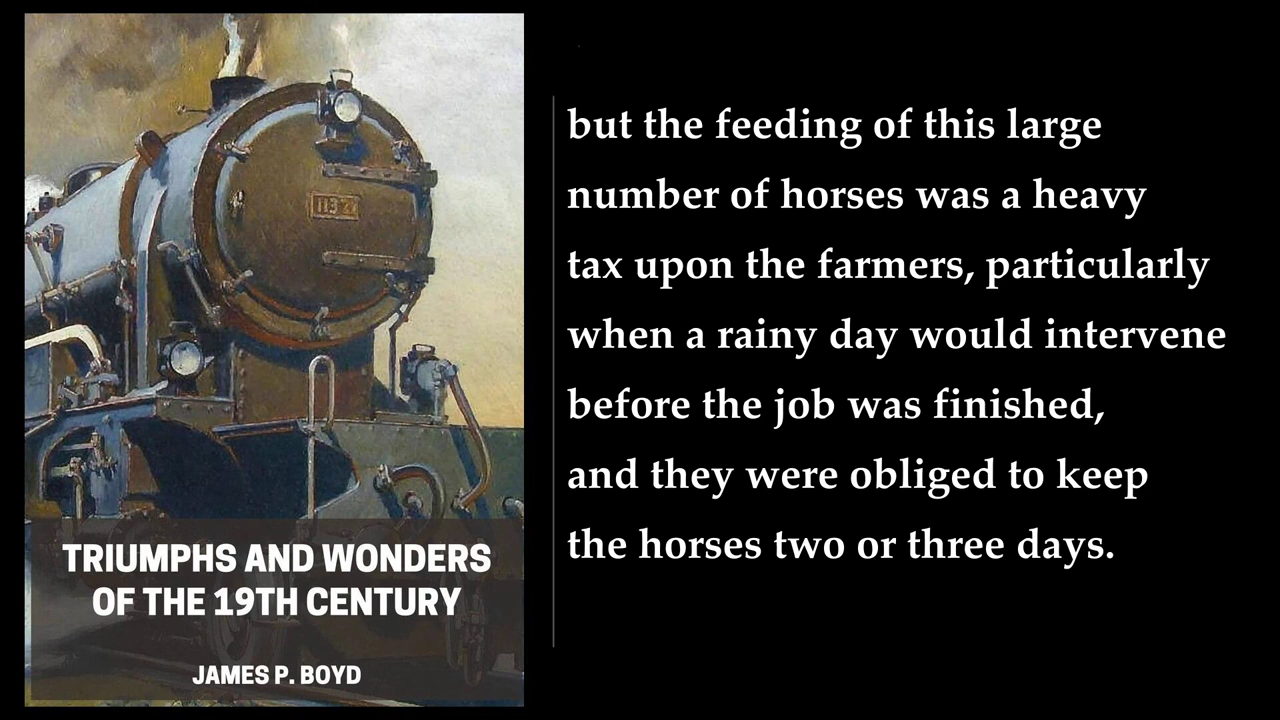 TRIUMPHS AND WONDERS
OF THE 19TH CENTURY
JAMES P. BOYD
but the feeding of this large
number of horses was a heavy
tax upon the farmers, particularly
when a rainy day would intervene
before the job was finished,
and they were obliged to keep
the horses two or three days.